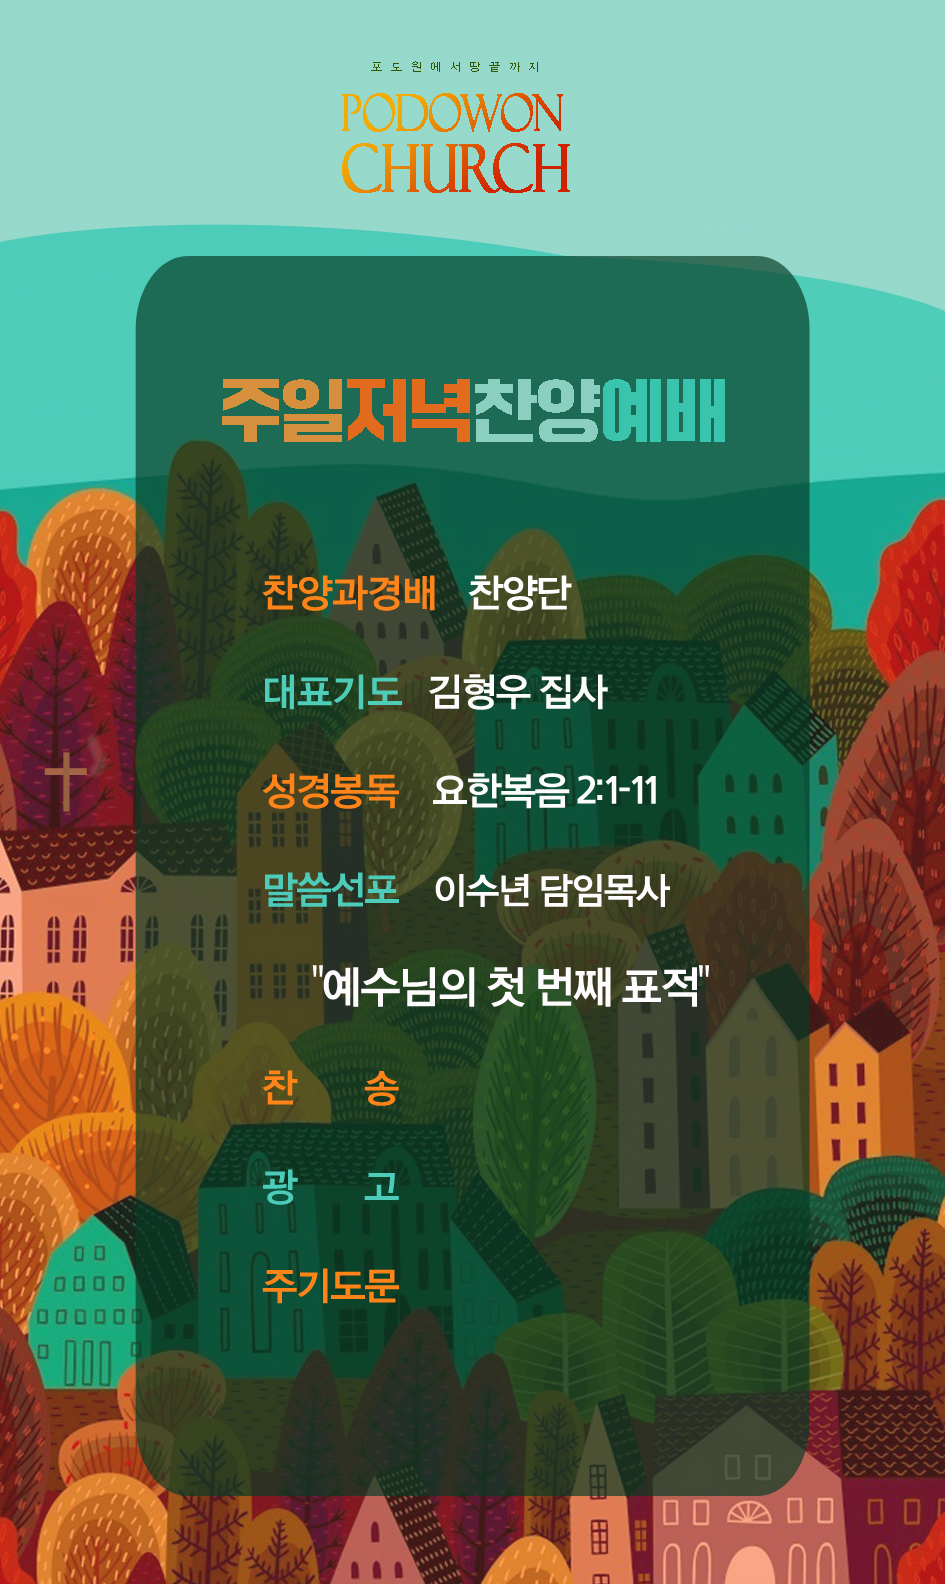 포도원에서땅끝까지
PODOWON
CHURCH
주일저녁찬양예배
찬양과경배 찬양단
대표기도 김형우 집사
성경봉독 요한복음 2:1-11
말씀선포 이수년 담임목사
"예수님의 첫 번째 표적"
찬 송
광 고
주기도문